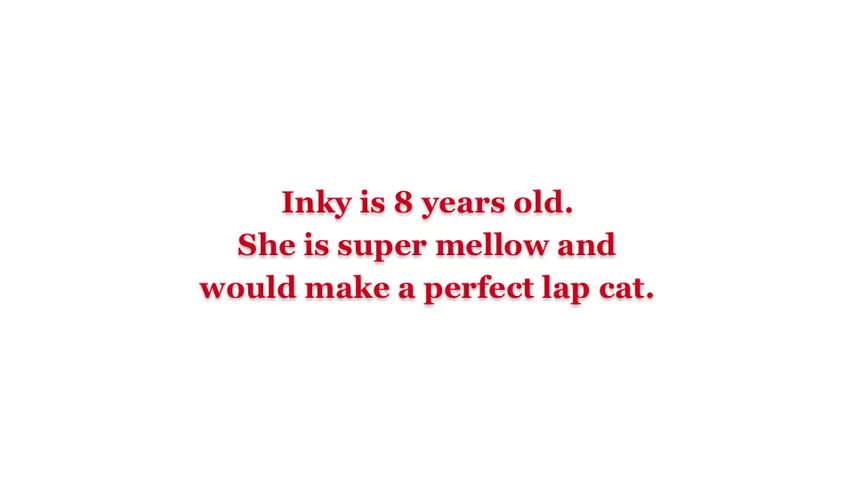 Inky is 8 years old.
She is super mellow and
would make a perfect lap cat.